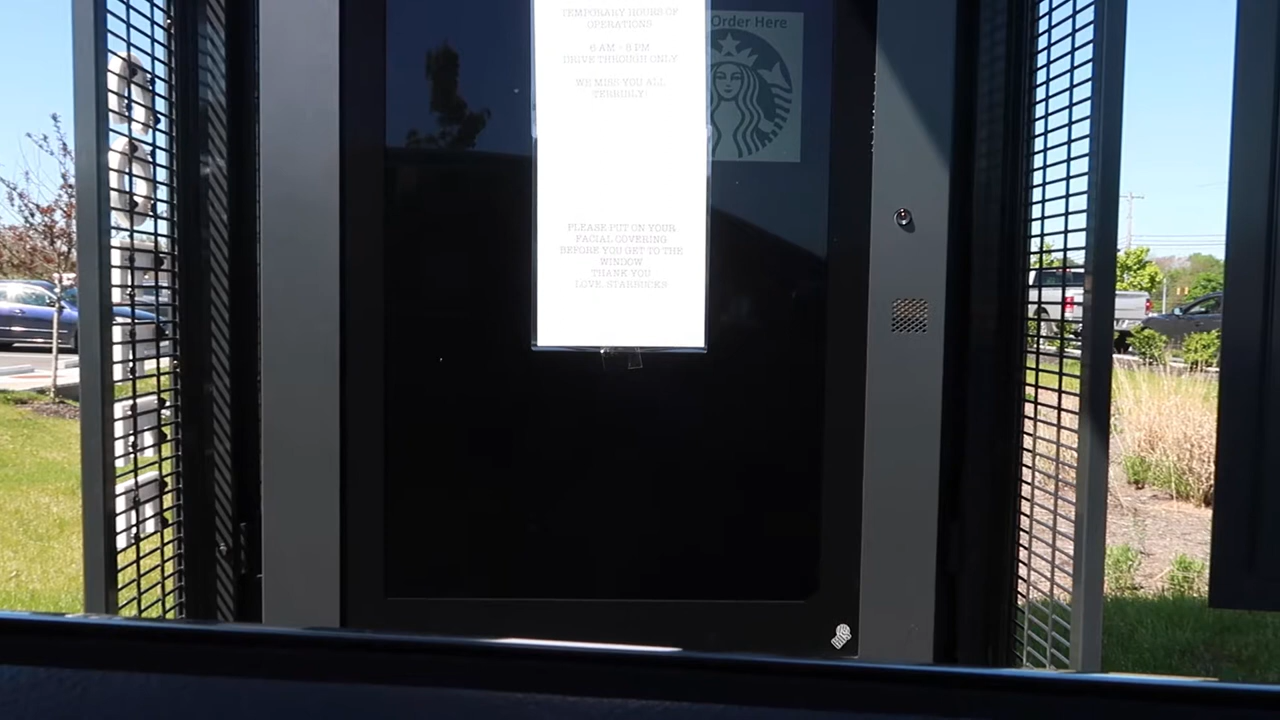 TEMPORARY HOURS OF
OPERATIONS
6 AM - 8 PM
DRIVE THROUGH ONLY
WE MISS YOU ALL
TERRIBLY
PLEASE PUT ON YOUR
FACIAL COVERING
BEFORE YOU GET TO THE
WINDOW
THANK YOU
LOVE, STARBUCKS
Order Here